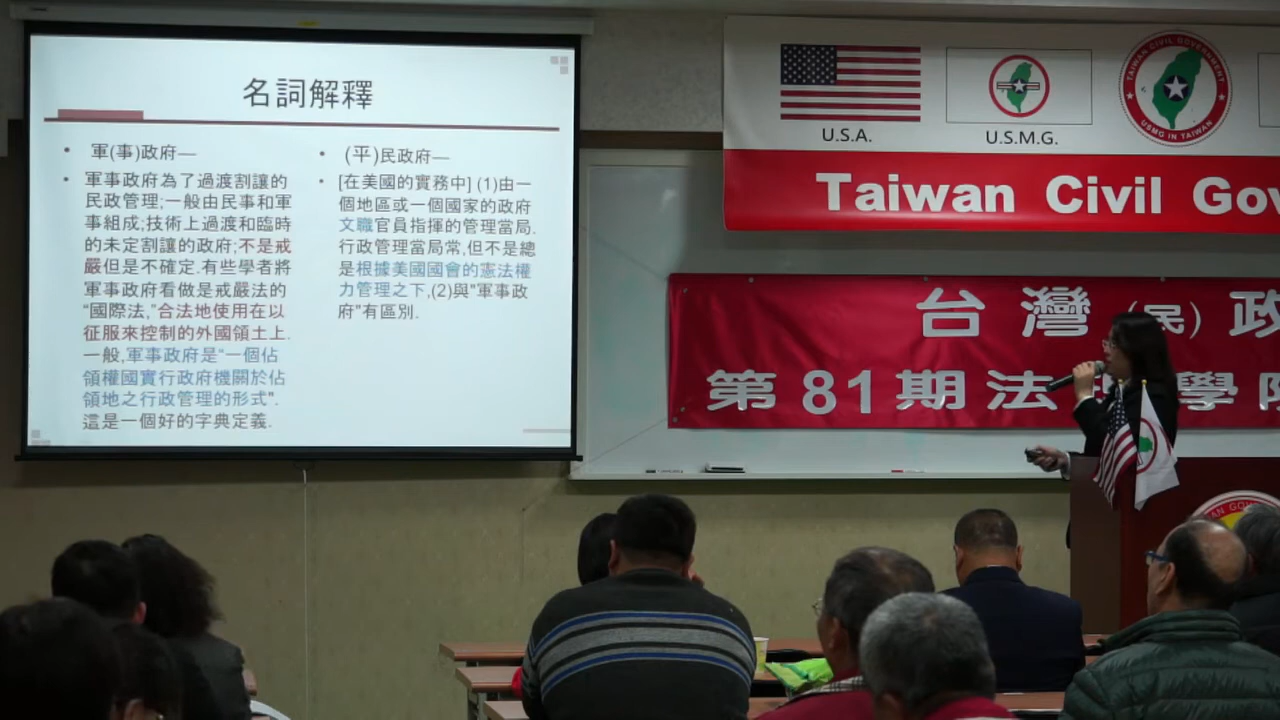 名詞解釋
• 軍(事)政府—
• 軍事政府為了過渡割讓的
民政管理;一般由民事和軍
事組成;技術上過渡和臨時
的未定割讓的政府;不是戒
嚴但是不確定.有些學者將
軍事政府看做是戒嚴法的
"國際法,"合法地使用在以
征服來控制的外國領土上.
一般,軍事政府是"一個佔
領權國實行政府機關於佔
領地之行政管理的形式".
這是一個好的字典定義.
• (平)民政府—
• [在美國的實務中] (1)由一
個地區或一個國家的政府
文職官員指揮的管理當局.
行政管理當局常,但不是總
是根據美國國會的憲法權
力管理之下,(2)與"軍事政
府"有區別.
U.S.A.
U.S.M.G.
TAIWAN CIVIL GOVERNMENT
USMG IN TAIWAN
Taiwan Civil Gov
台灣(民)政
第81期法 學